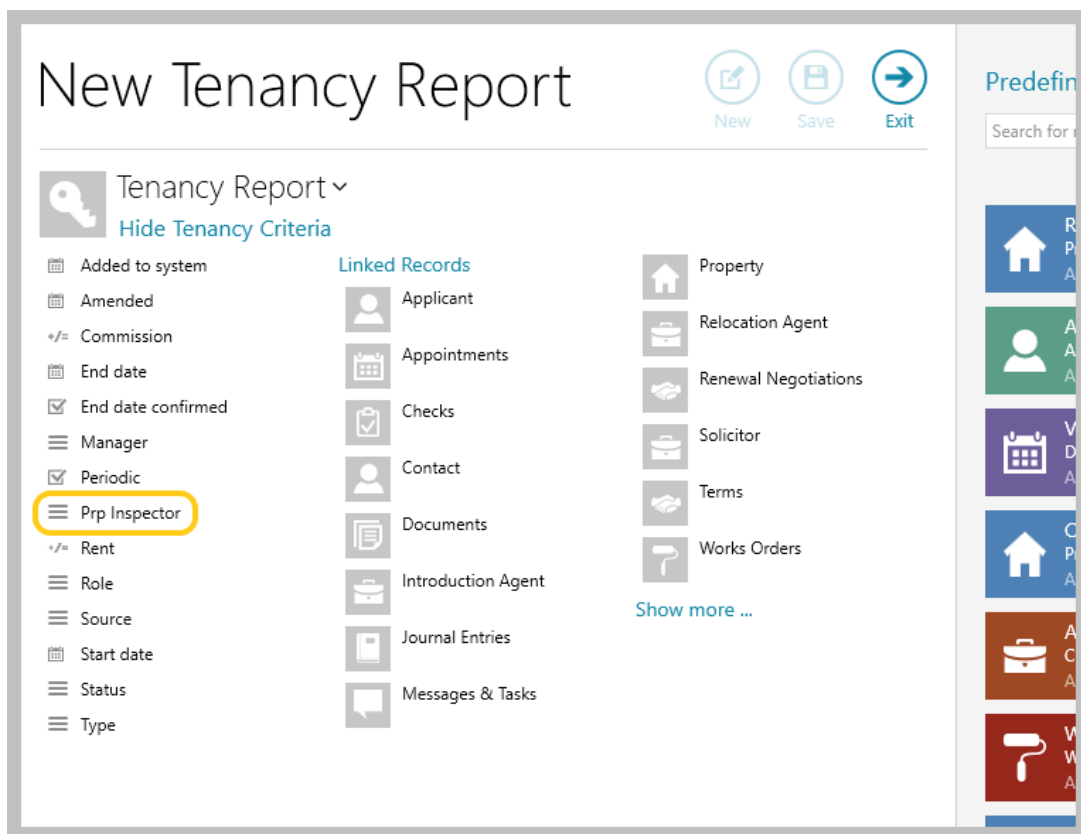 New Tenancy Report
New
Save
Exit
Tenancy Report
Hide Tenancy Criteria
Added to system
Amended
+/= Commission
End date
End date confirmed
Manager
Periodic
Prp Inspector
+/= Rent
Role
Source
Start date
Status
Type
Linked Records
Applicant
Appointments
Checks
Contact
Documents
Introduction Agent
Journal Entries
Messages & Tasks
Property
Relocation Agent
Renewal Negotiations
Solicitor
Terms
Works Orders
Show more ...
Search for